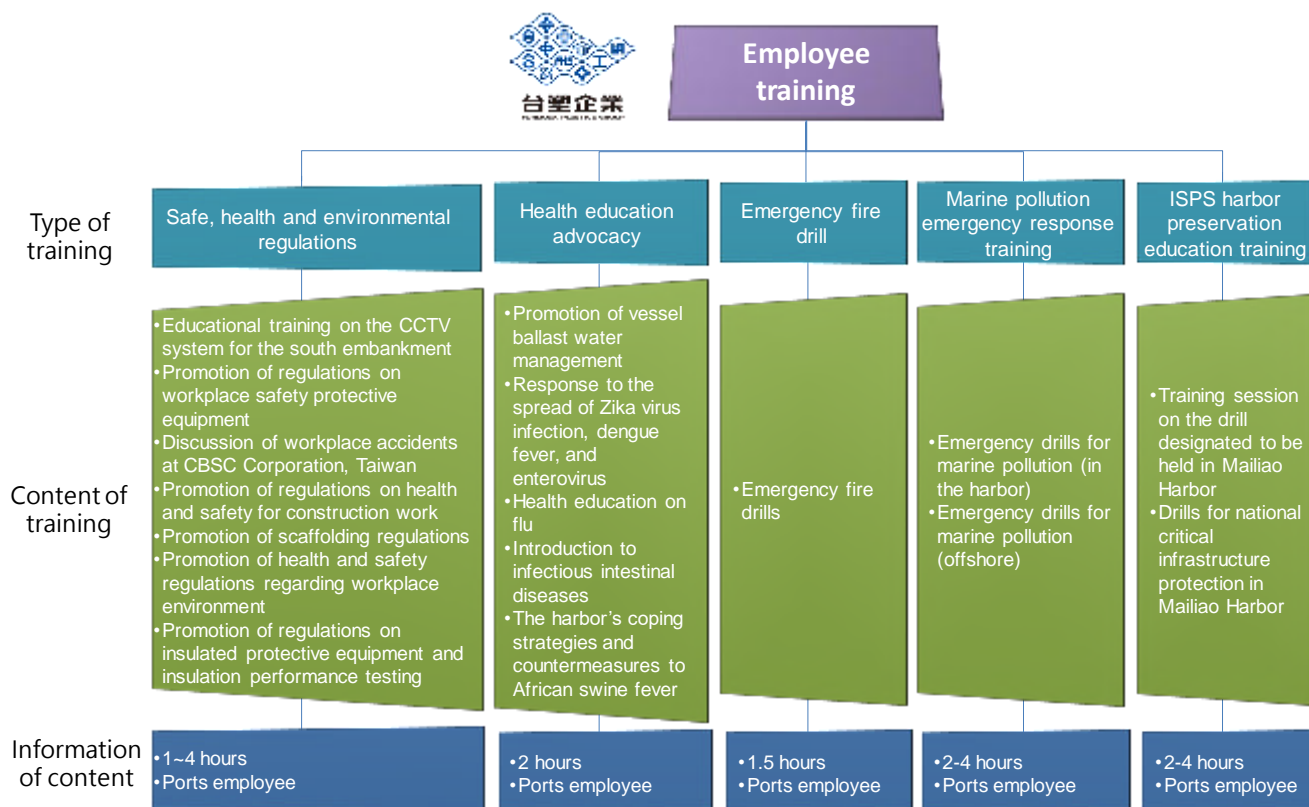 台塑企業
FORMOSA PLASTICS GROUP
Employee
training
Type of
training
Safe, health and environmental
regulations
Health education
advocacy
Emergency fire
drill
Marine pollution
emergency response
training
ISPS harbor
preservation
education training
Content of
training
•Educational training on the CCTV
system for the south embankment
•Promotion of regulations on
workplace safety protective
equipment
•Discussion of workplace accidents
at CBSC Corporation, Taiwan
•Promotion of regulations on health
and safety for construction work
•Promotion of scaffolding regulations
•Promotion of health and safety
regulations regarding workplace
environment
•Promotion of regulations on
insulated protective equipment and
insulation performance testing
•Promotion of vessel
ballast water
management
•Response to the
spread of Zika virus
infection, dengue
fever, and
enterovirus
•Health education on
flu
•Introduction to
infectious intestinal
diseases
•The harbor's coping
strategies and
countermeasures to
African swine fever
•Emergency fire
drills
•Emergency drills for
marine pollution (in
the harbor)
•Emergency drills for
marine pollution
(offshore)
•Training session
on the drill
designated to be
held in Mailiao
Harbor
•Drills for national
critical
infrastructure
protection in
Mailiao Harbor
Information
of content
•1~4 hours
•Ports employee
•2 hours
•Ports employee
•1.5 hours
•Ports employee
•2-4 hours
•Ports employee
•2-4 hours
•Ports employee